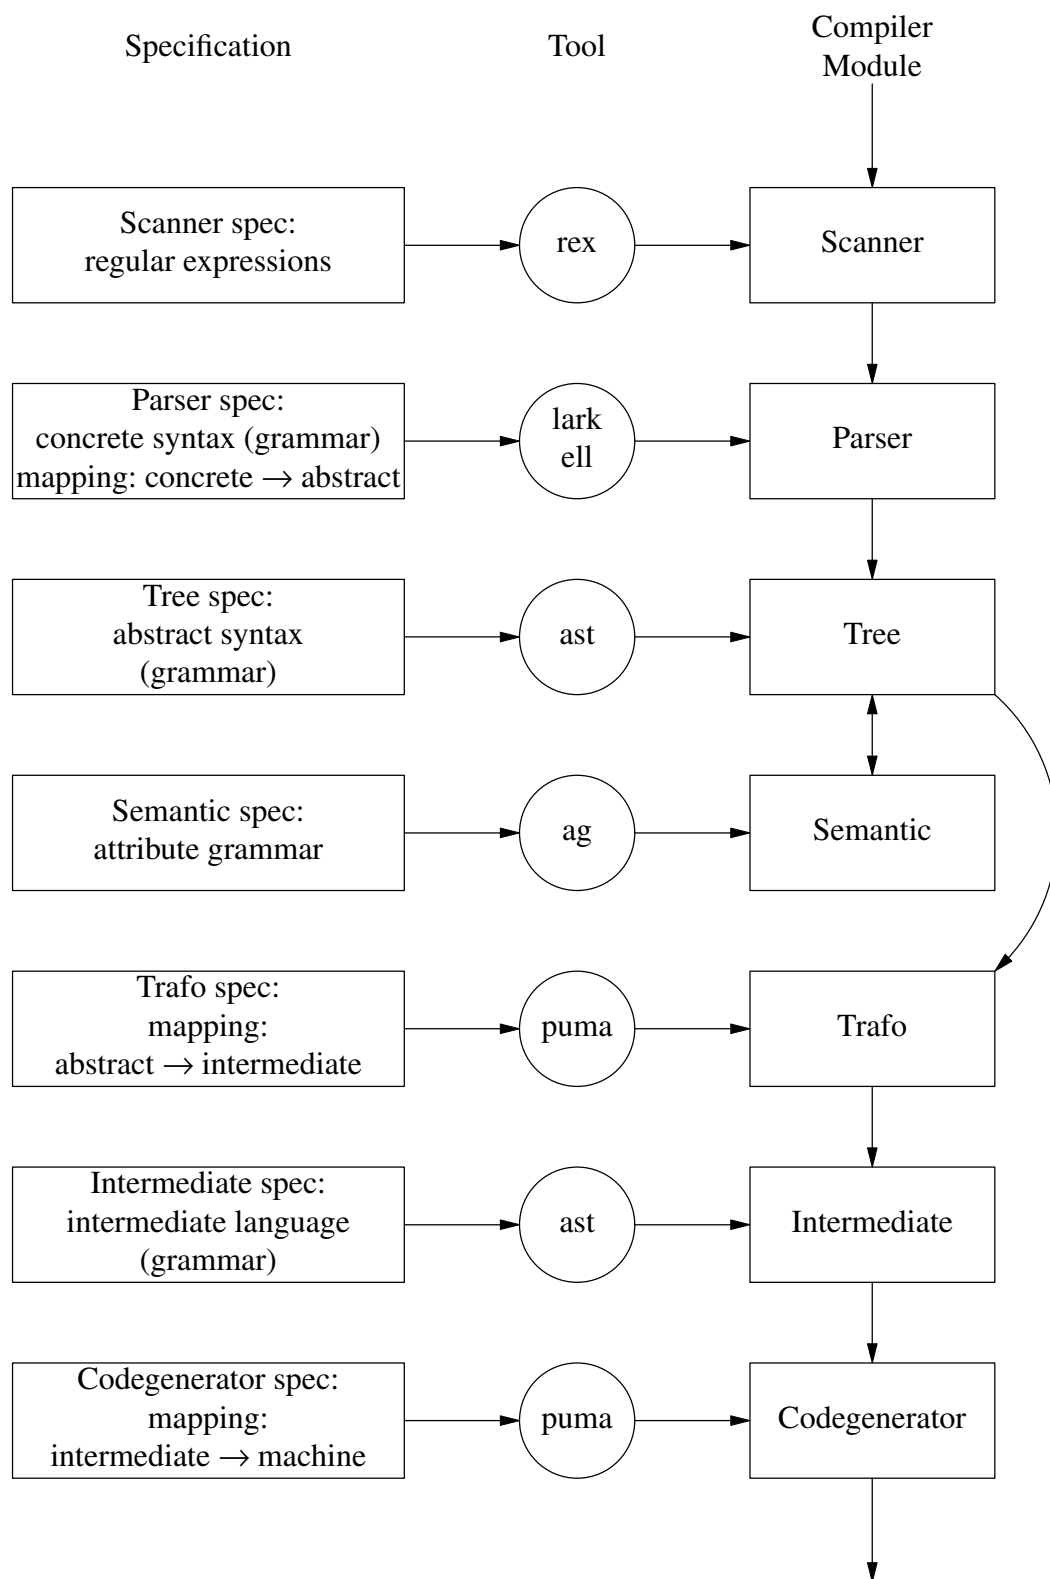 Specification
Tool
Compiler
Module
Scanner spec:
regular expressions
rex
Scanner
Parser spec:
concrete syntax (grammar)
mapping: concrete → abstract
lark
ell
Parser
Tree spec:
abstract syntax
(grammar)
ast
Tree
Semantic spec:
attribute grammar
ag
Semantic
Trafo spec:
mapping:
abstract → intermediate
puma
Trafo
Intermediate spec:
intermediate language
(grammar)
ast
Intermediate
Codegenerator spec:
mapping:
intermediate → machine
puma
Codegenerator